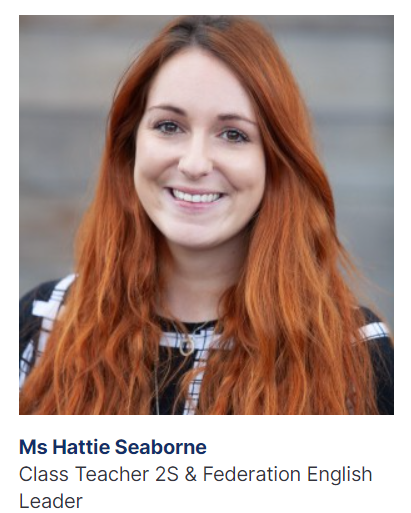 Ms Hattie Seaborne
Class Teacher 2S & Federation English
Leader